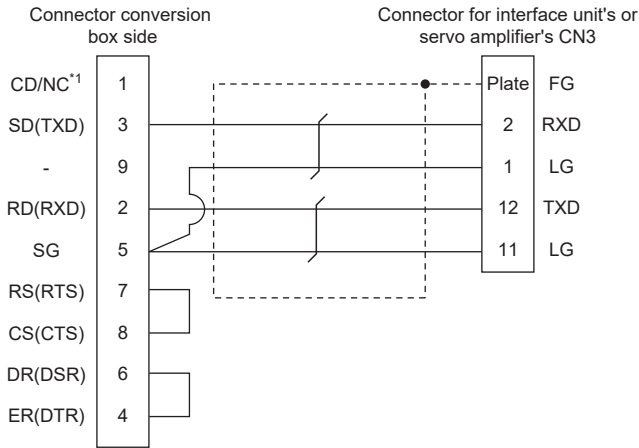 Connector conversion
box side
Connector for interface unit's or
servo amplifier's CN3
CD/NC*1 1 Plate FG
SD(TXD) 3 2 RXD
- 9 1 LG
RD(RXD) 2 12 TXD
SG 5 11 LG
RS(RTS) 7
CS(CTS) 8
DR(DSR) 6
ER(DTR) 4